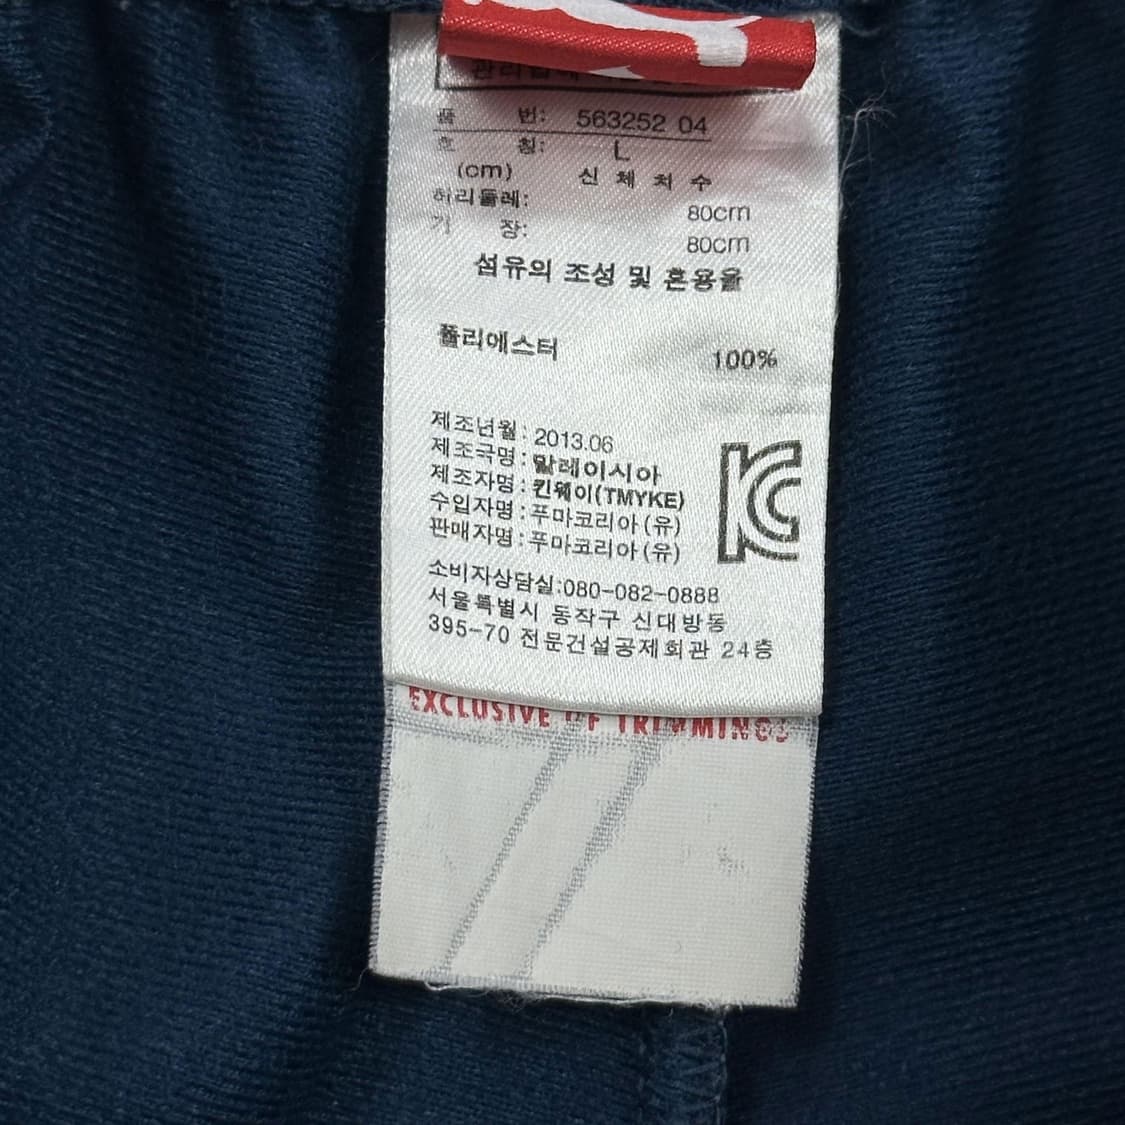 품 번: 563252 04
호 칭: L
(cm) 신 체 치 수
허리둘레: 80cm
기 장: 80cm
섬유의 조성 및 혼용율
폴리에스터 100%
제조년월: 2013.06
제조국명: 말레이시아
제조자명: 킨웨이(TMYKE)
수입자명: 푸마코리아 (유)
판매자명: 푸마코리아 (유)
소비자상담실:080-082-0888
서울특별시 동작구 신대방동
395-70 전문건설공제회관 24층
EXCLUSIVE OF TRIMMINGS